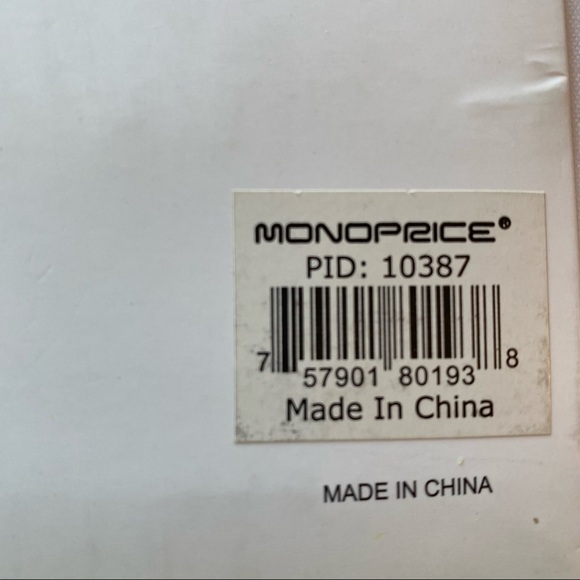 MONOPRICE®
PID: 10387
7 57901 80193 8
Made In China
MADE IN CHINA